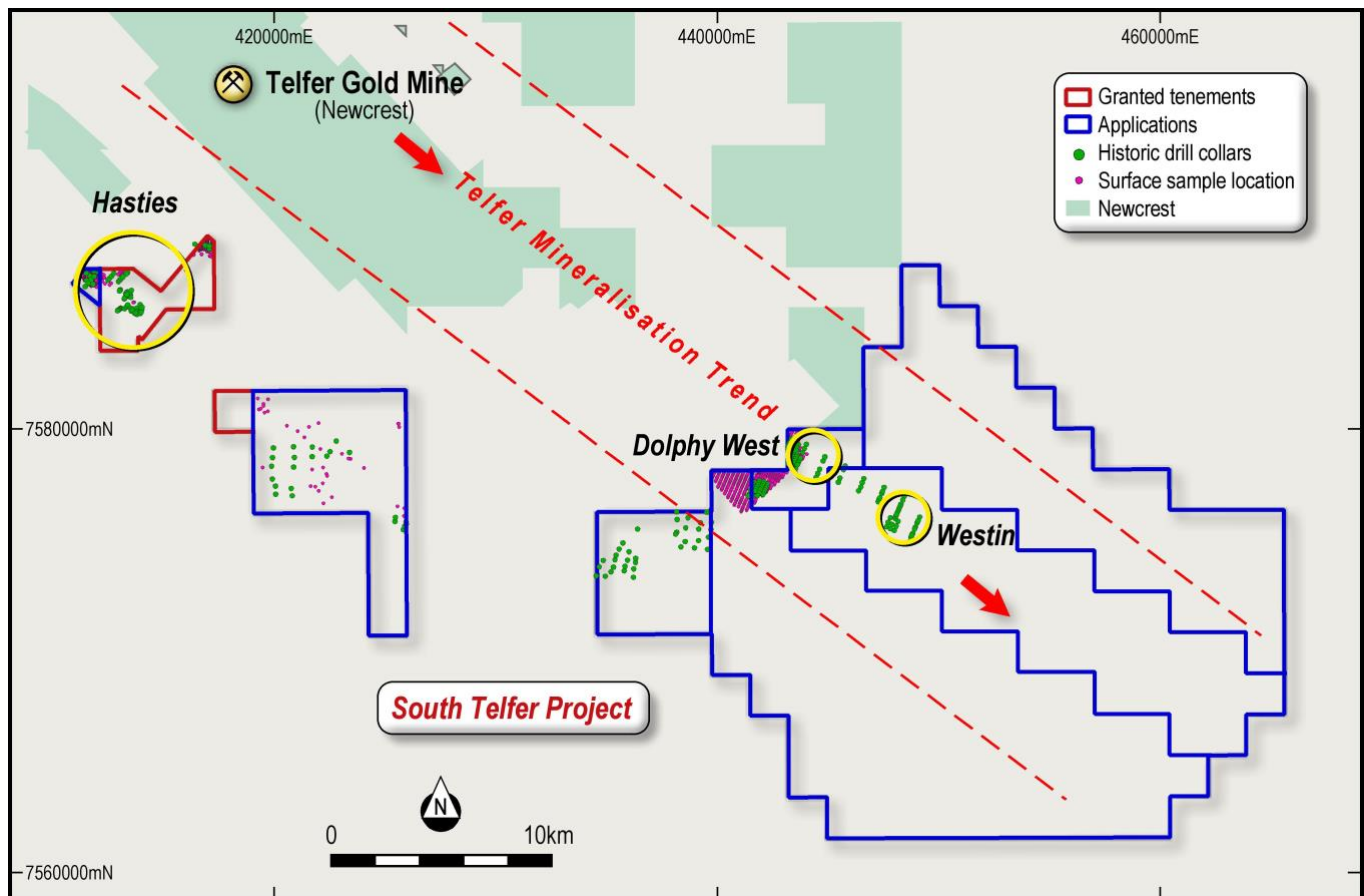 420000mE
440000mE
460000mE
Telfer Gold Mine
(Newcrest)
Granted tenements
Applications
Historic drill collars
Surface sample location
Newcrest
Hasties
Telfer Mineralisation Trend
7580000mN
Dolphy West
Westin
South Telfer Project
N
0
10km
7560000mN